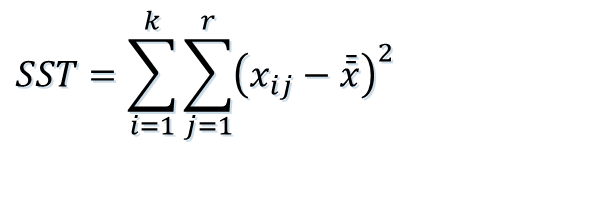 SST = \sum_{i=1}^{k} \sum_{j=1}^{r} (x_{ij} - \bar{\bar{x}})^2